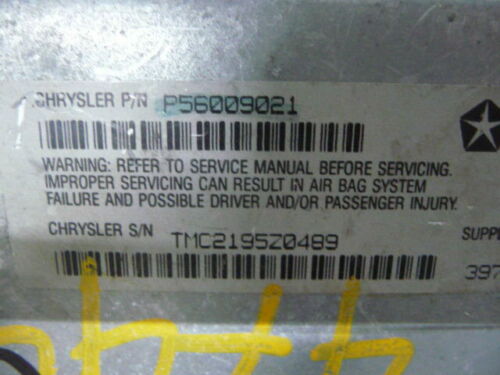 CHRYSLER P/N P56009021
WARNING: REFER TO SERVICE MANUAL BEFORE SERVICING.
IMPROPER SERVICING CAN RESULT IN AIR BAG SYSTEM
FAILURE AND POSSIBLE DRIVER AND/OR PASSENGER INJURY.
CHRYSLER S/N TMC2195Z0489 SUPPL
397